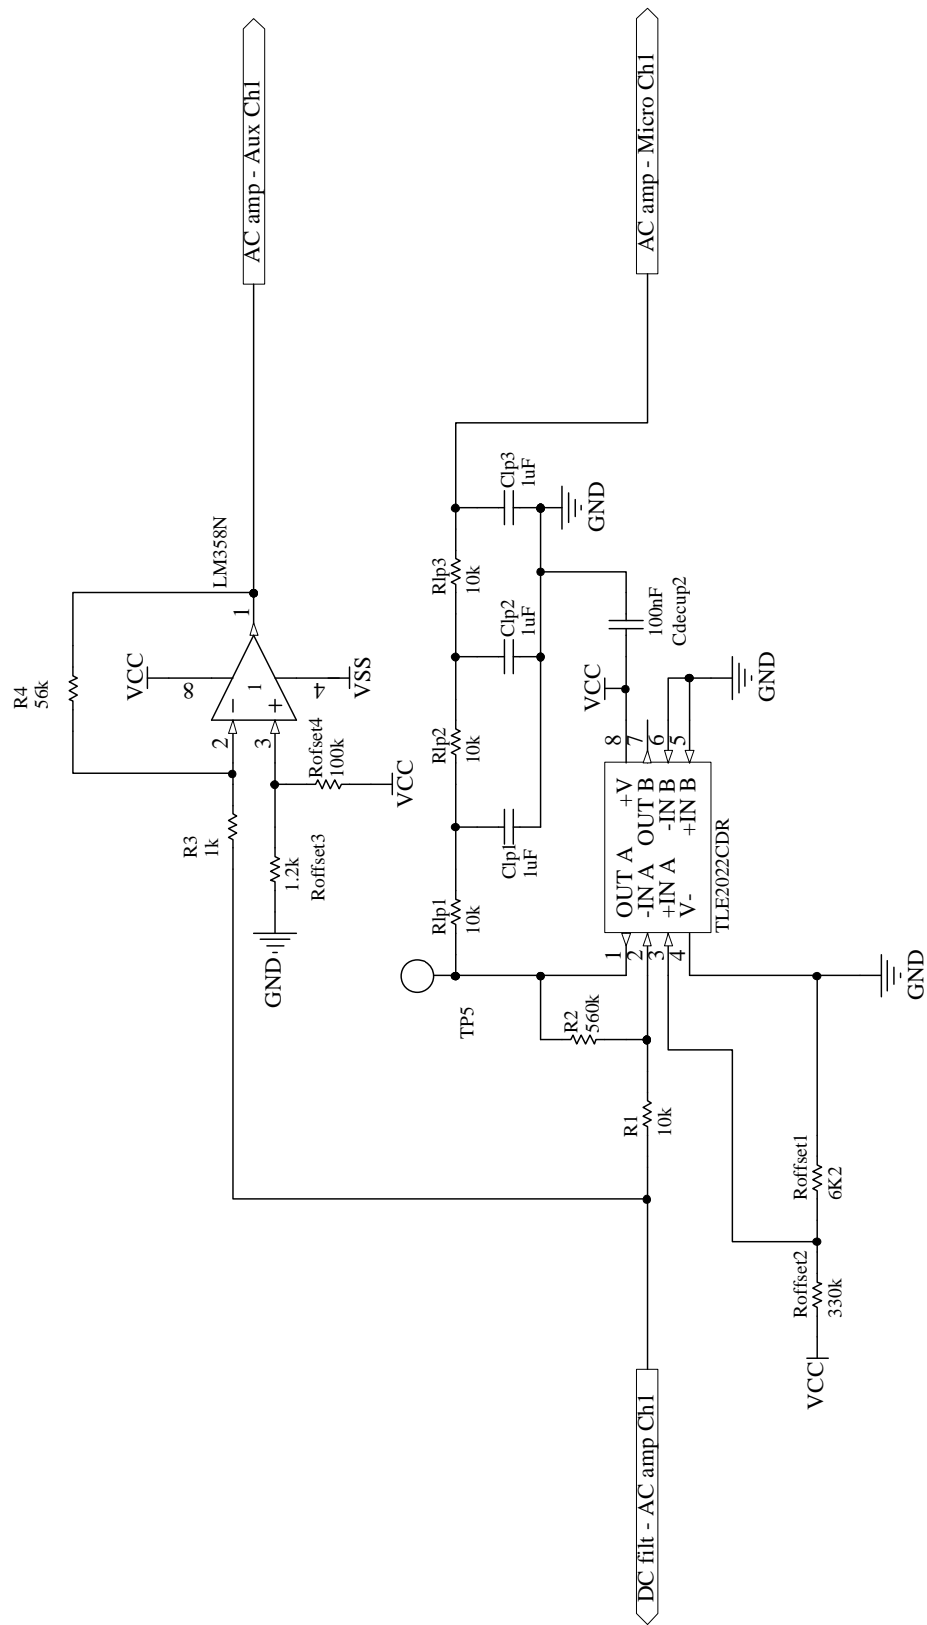 AC amp - Aux Ch1
AC amp - Micro Ch1
LM358N
R4
56k
VCC
8
1
1
4
VSS
2
3
Rofset4
100k
VCC
R3
1k
1.2k
Roffset3
GND
Rlp3
10k
Clp3
1uF
GND
Rlp2
10k
Clp2
1uF
Rlp1
10k
Clp1
1uF
100nF
Cdecup2
VCC
GND
8
7
6
5
OUT A
-IN A
+IN A
V-
+V
OUT B
-IN B
+IN B
TLE2022CDR
1
2
3
4
TP5
R2
560k
GND
R1
10k
Roffset1
6K2
Roffset2
330k
VCC
DC filt - AC amp Ch1